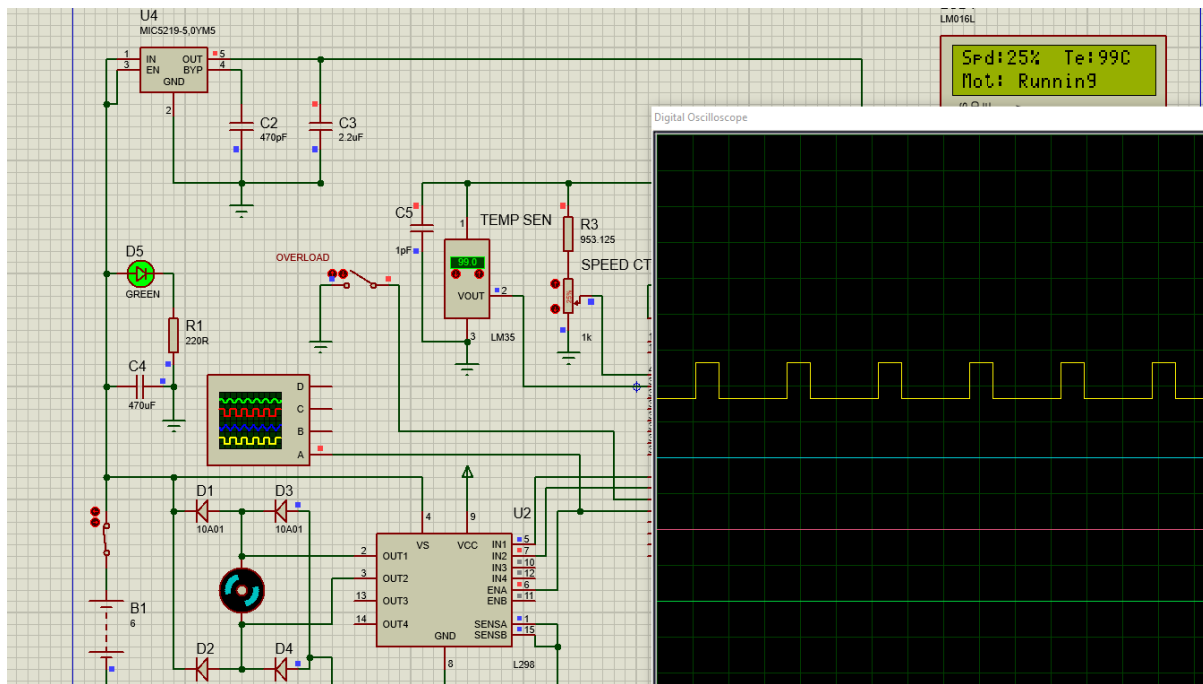 U4
MIC5219-5,0YM5
LM016L
1 IN OUT 5
3 EN BYP 4
GND
2
Spd:25% Te:99C
Mot: Running
C2
470pF
C3
2.2uF
Digital Oscilloscope
C5
1pF
TEMP SEN
1
99.0
VOUT 2
3
LM35
R3
953.125
SPEED CT
25%
1k
OVERLOAD
D5
GREEN
R1
220R
C4
470uF
D
C
B
A
D1
10A01
D3
10A01
U2
4
9
VS
VCC
2 OUT1
3 OUT2
13 OUT3
14 OUT4
IN1 5
IN2 7
IN3 10
IN4 12
ENA 6
ENB 11
SENSA 1
SENSB 15
GND
8
L298
B1
6
D2
D4